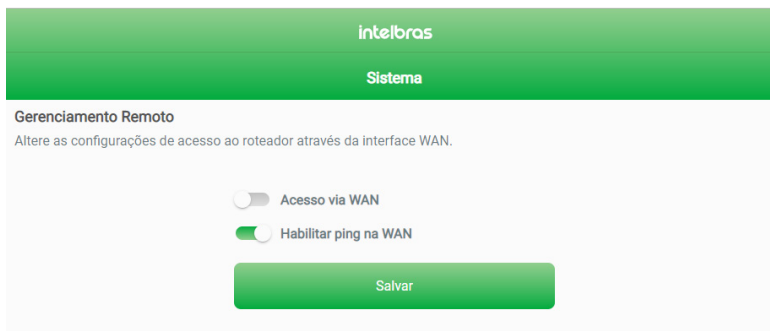 intelbras
Sistema
Gerenciamento Remoto
Altere as configurações de acesso ao roteador através da interface WAN.
Acesso via WAN
Habilitar ping na WAN
Salvar